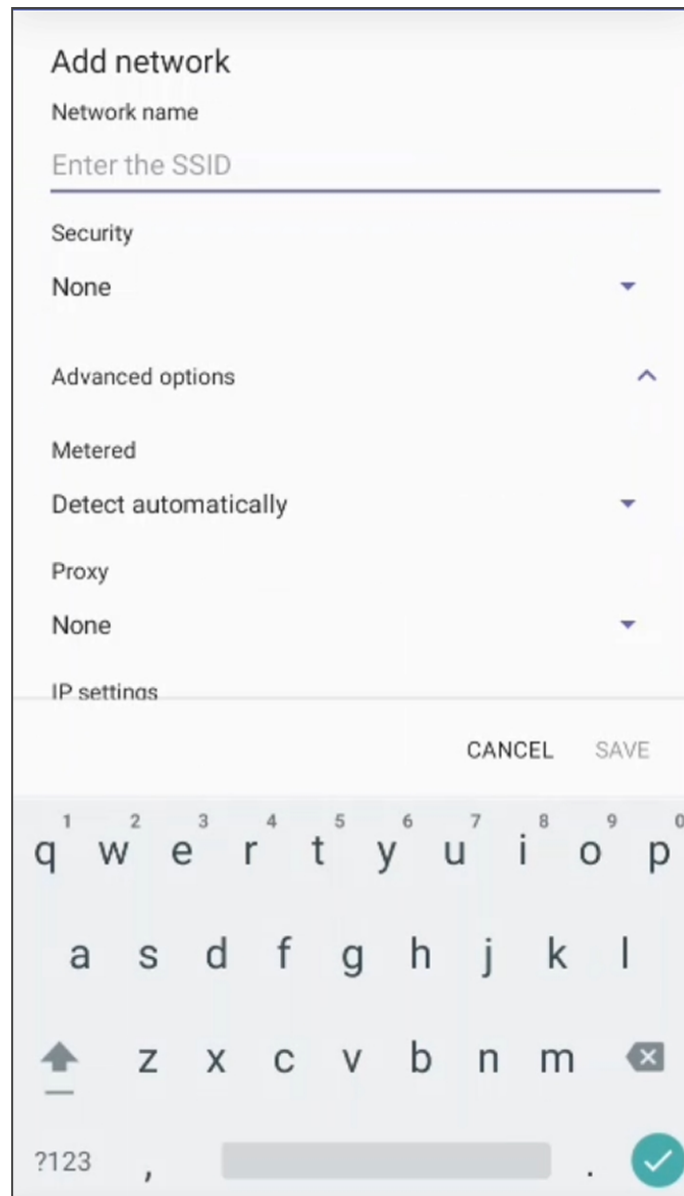 Add network
Network name
Enter the SSID
Security
None
Advanced options
Metered
Detect automatically
Proxy
None
IP settings
CANCEL SAVE
1 2 3 4 5 6 7 8 9 0
q w e r t y u i o p
a s d f g h j k l
z x c v b n m
?123 , .